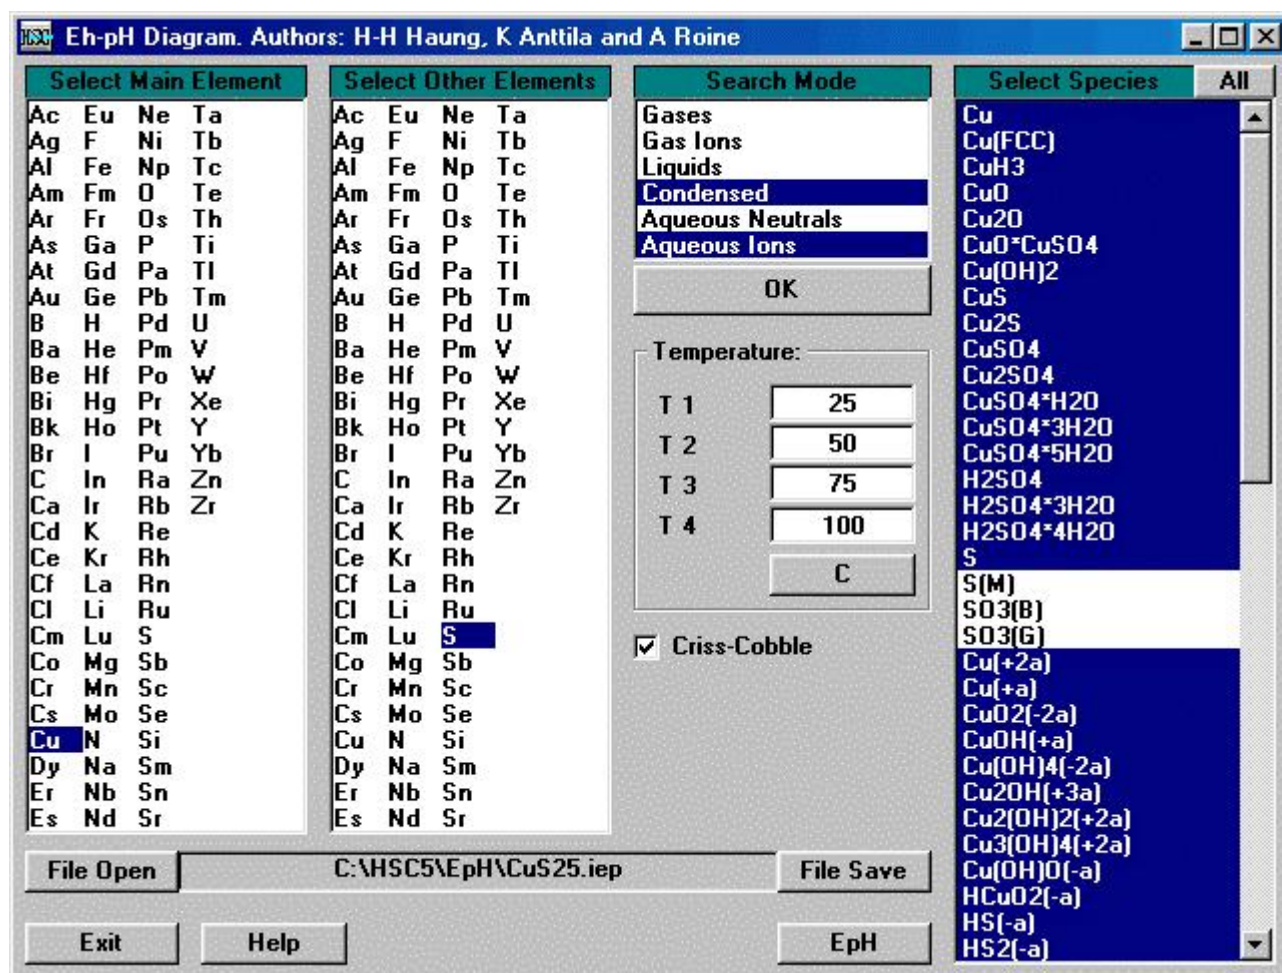 HSC Eh-pH Diagram. Authors: H-H Haung, K Anttila and A Roine
Select Main Element
Ac Eu Ne Ta
Ag F Ni Tb
Al Fe Np Tc
Am Fm O Te
Ar Fr Os Th
As Ga P Ti
At Gd Pa Tl
Au Ge Pb Tm
B H Pd U
Ba He Pm V
Be Hf Po W
Bi Hg Pr Xe
Bk Ho Pt Y
Br I Pu Yb
C In Ra Zn
Ca Ir Rb Zr
Cd K Re
Ce Kr Rh
Cf La Rn
Cl Li Ru
Cm Lu S
Co Mg Sb
Cr Mn Sc
Cs Mo Se
Cu N Si
Dy Na Sm
Er Nb Sn
Es Nd Sr
Select Other Elements
Ac Eu Ne Ta
Ag F Ni Tb
Al Fe Np Tc
Am Fm O Te
Ar Fr Os Th
As Ga P Ti
At Gd Pa Tl
Au Ge Pb Tm
B H Pd U
Ba He Pm V
Be Hf Po W
Bi Hg Pr Xe
Bk Ho Pt Y
Br I Pu Yb
C In Ra Zn
Ca Ir Rb Zr
Cd K Re
Ce Kr Rh
Cf La Rn
Cl Li Ru
Cm Lu S
Co Mg Sb
Cr Mn Sc
Cs Mo Se
Cu N Si
Dy Na Sm
Er Nb Sn
Es Nd Sr
Search Mode
Gases
Gas Ions
Liquids
Condensed
Aqueous Neutrals
Aqueous Ions
OK
Temperature:
T 1 25
T 2 50
T 3 75
T 4 100
C
Criss-Cobble
Select Species All
Cu
Cu(FCC)
CuH3
CuO
Cu2O
CuO*CuSO4
Cu(OH)2
CuS
Cu2S
CuSO4
Cu2SO4
CuSO4*H2O
CuSO4*3H2O
CuSO4*5H2O
H2SO4
H2SO4*3H2O
H2SO4*4H2O
S
S(M)
SO3(B)
SO3(G)
Cu(+2a)
Cu(+a)
CuO2(-2a)
CuOH(+a)
Cu(OH)4(-2a)
Cu2OH(+3a)
Cu2(OH)2(+2a)
Cu3(OH)4(+2a)
Cu(OH)O(-a)
HCuO2(-a)
HS(-a)
HS2(-a)
File Open C:\HSC5\EpH\CuS25.iep File Save
Exit Help EpH